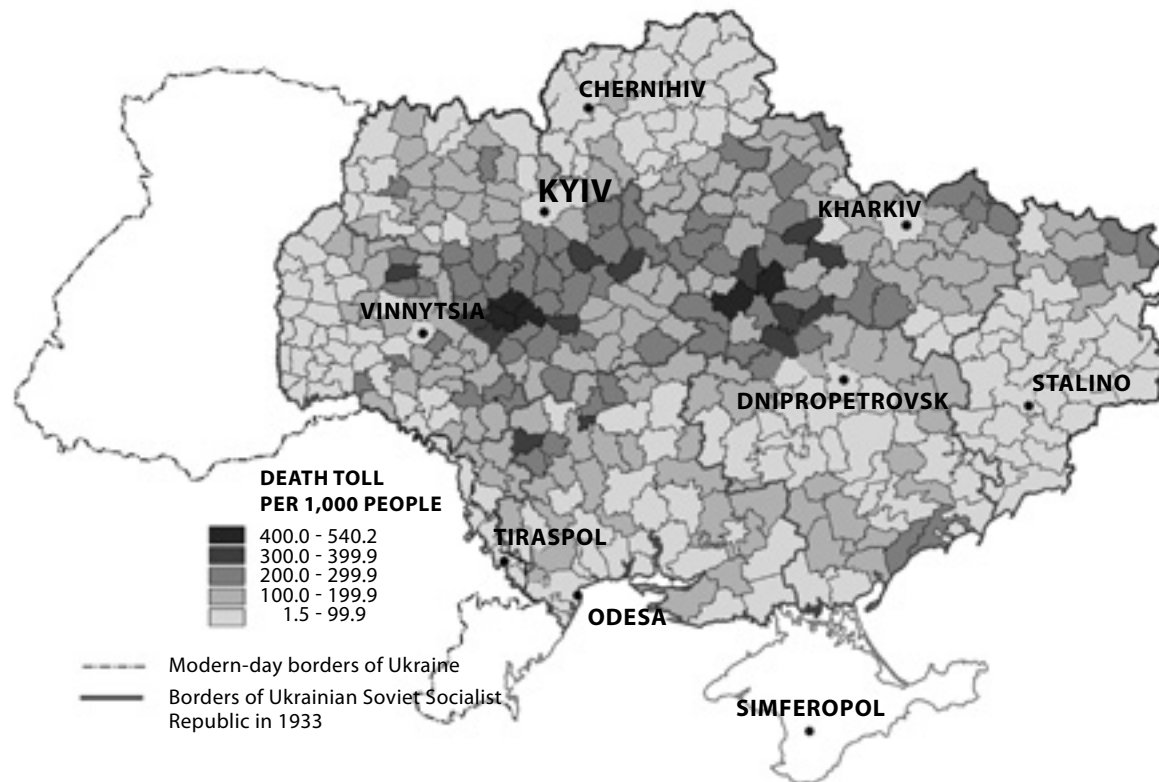 CHERNIHIV
KYIV
KHARKIV
VINNYTSIA
STALINO
DNIPROPETROVSK
DEATH TOLL
PER 1,000 PEOPLE
400.0 - 540.2
300.0 - 399.9
200.0 - 299.9
100.0 - 199.9
1.5 - 99.9
TIRASPOL
ODESA
Modern-day borders of Ukraine
Borders of Ukrainian Soviet Socialist
Republic in 1933
SIMFEROPOL